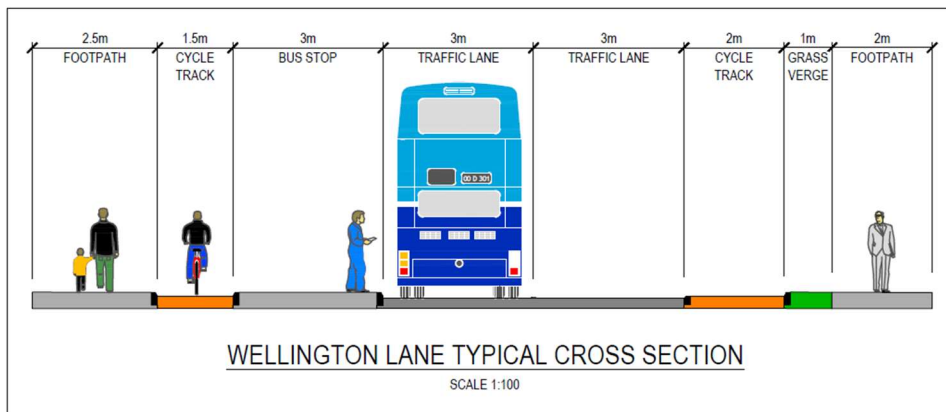 2.5m 1.5m 3m 3m 3m 2m 1m 2m
FOOTPATH CYCLE BUS STOP TRAFFIC LANE TRAFFIC LANE CYCLE GRASS FOOTPATH
TRACK TRACK VERGE
00 D 301
WELLINGTON LANE TYPICAL CROSS SECTION
SCALE 1:100